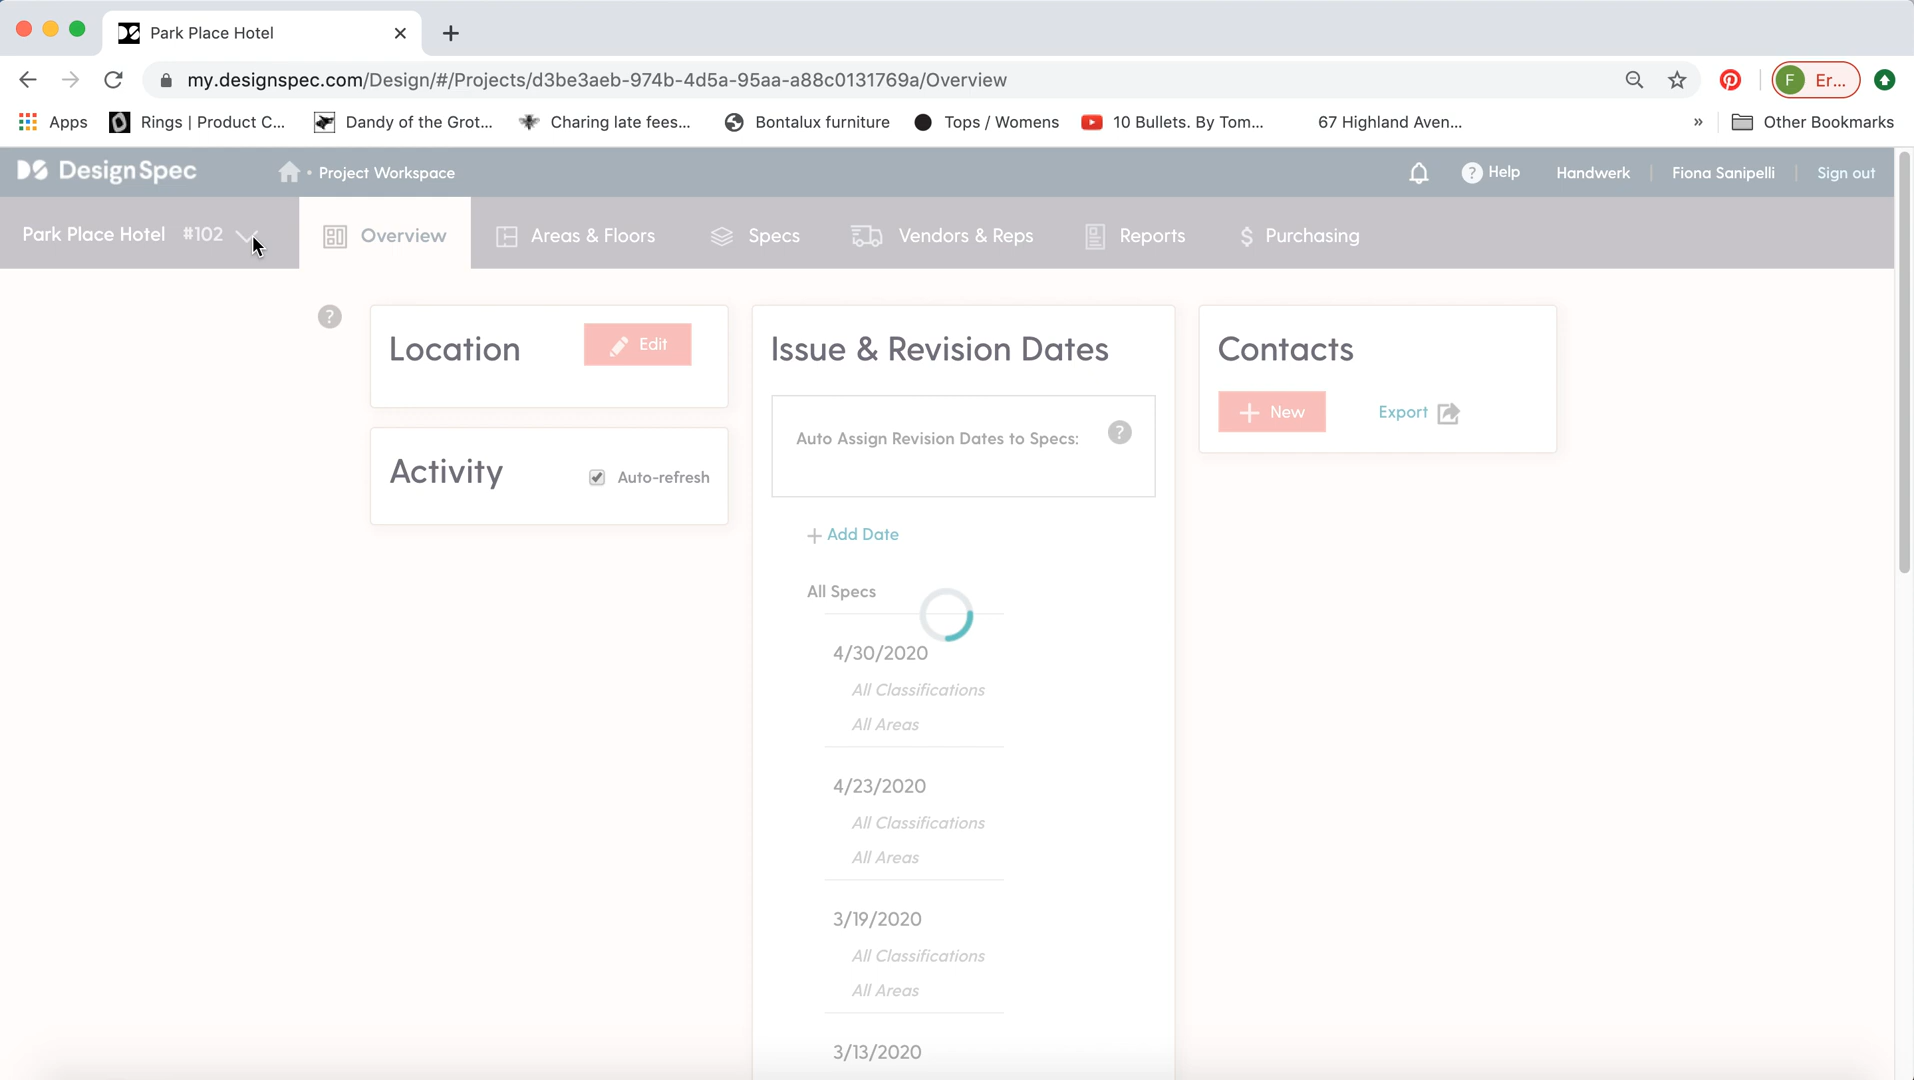 Park Place Hotel
my.designspec.com/Design/#/Projects/d3be3aeb-974b-4d5a-95aa-a88c0131769a/Overview
F Er...
Apps Rings | Product C... Dandy of the Grot... Charing late fees... Bontalux furniture Tops / Womens 10 Bullets. By Tom... 67 Highland Aven... » Other Bookmarks
DS DesignSpec • Project Workspace ? Help Handwerk Fiona Sanipelli Sign out
Park Place Hotel #102 Overview Areas & Floors Specs Vendors & Reps Reports $ Purchasing
?
Location
Edit
Activity
Auto-refresh
Issue & Revision Dates
Auto Assign Revision Dates to Specs: ?
+ Add Date
All Specs
4/30/2020
All Classifications
All Areas
4/23/2020
All Classifications
All Areas
3/19/2020
All Classifications
All Areas
3/13/2020
Contacts
+ New
Export